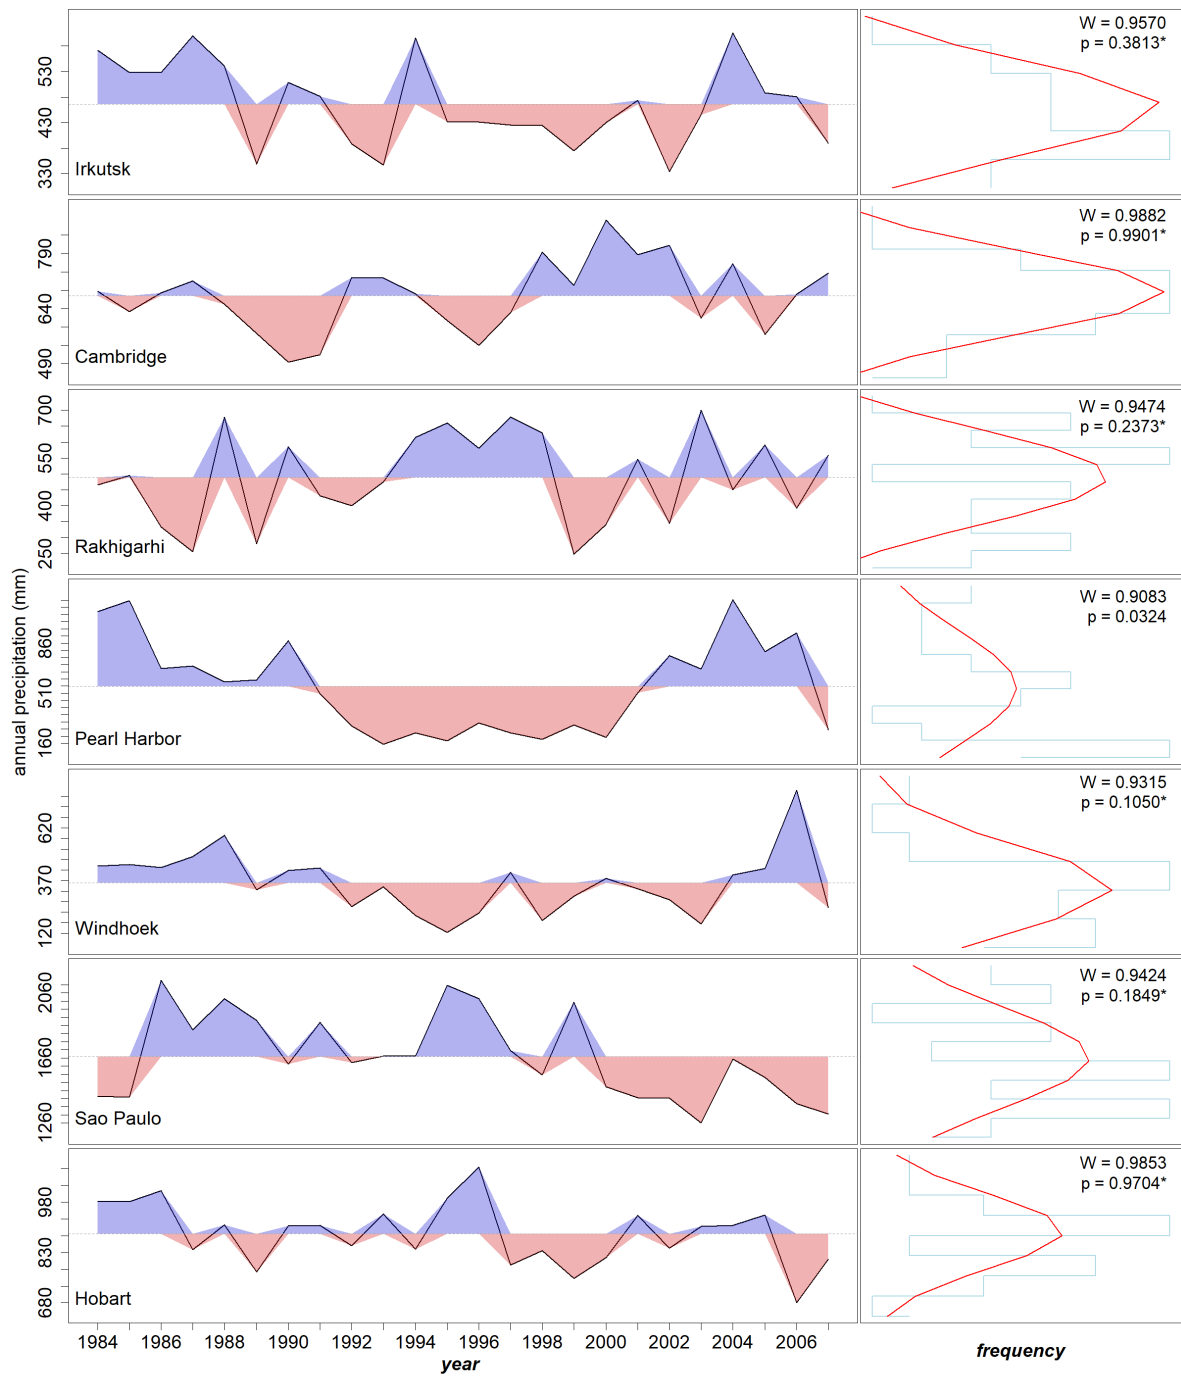 annual precipitation (mm)
530
430
330
Irkutsk
W = 0.9570
p = 0.3813*
790
640
490
Cambridge
W = 0.9882
p = 0.9901*
700
550
400
250
Rakhigarhi
W = 0.9474
p = 0.2373*
860
510
160
Pearl Harbor
W = 0.9083
p = 0.0324
620
370
120
Windhoek
W = 0.9315
p = 0.1050*
2060
1660
1260
Sao Paulo
W = 0.9424
p = 0.1849*
980
830
680
Hobart
W = 0.9853
p = 0.9704*
1984 1986 1988 1990 1992 1994 1996 1998 2000 2002 2004 2006
year
frequency